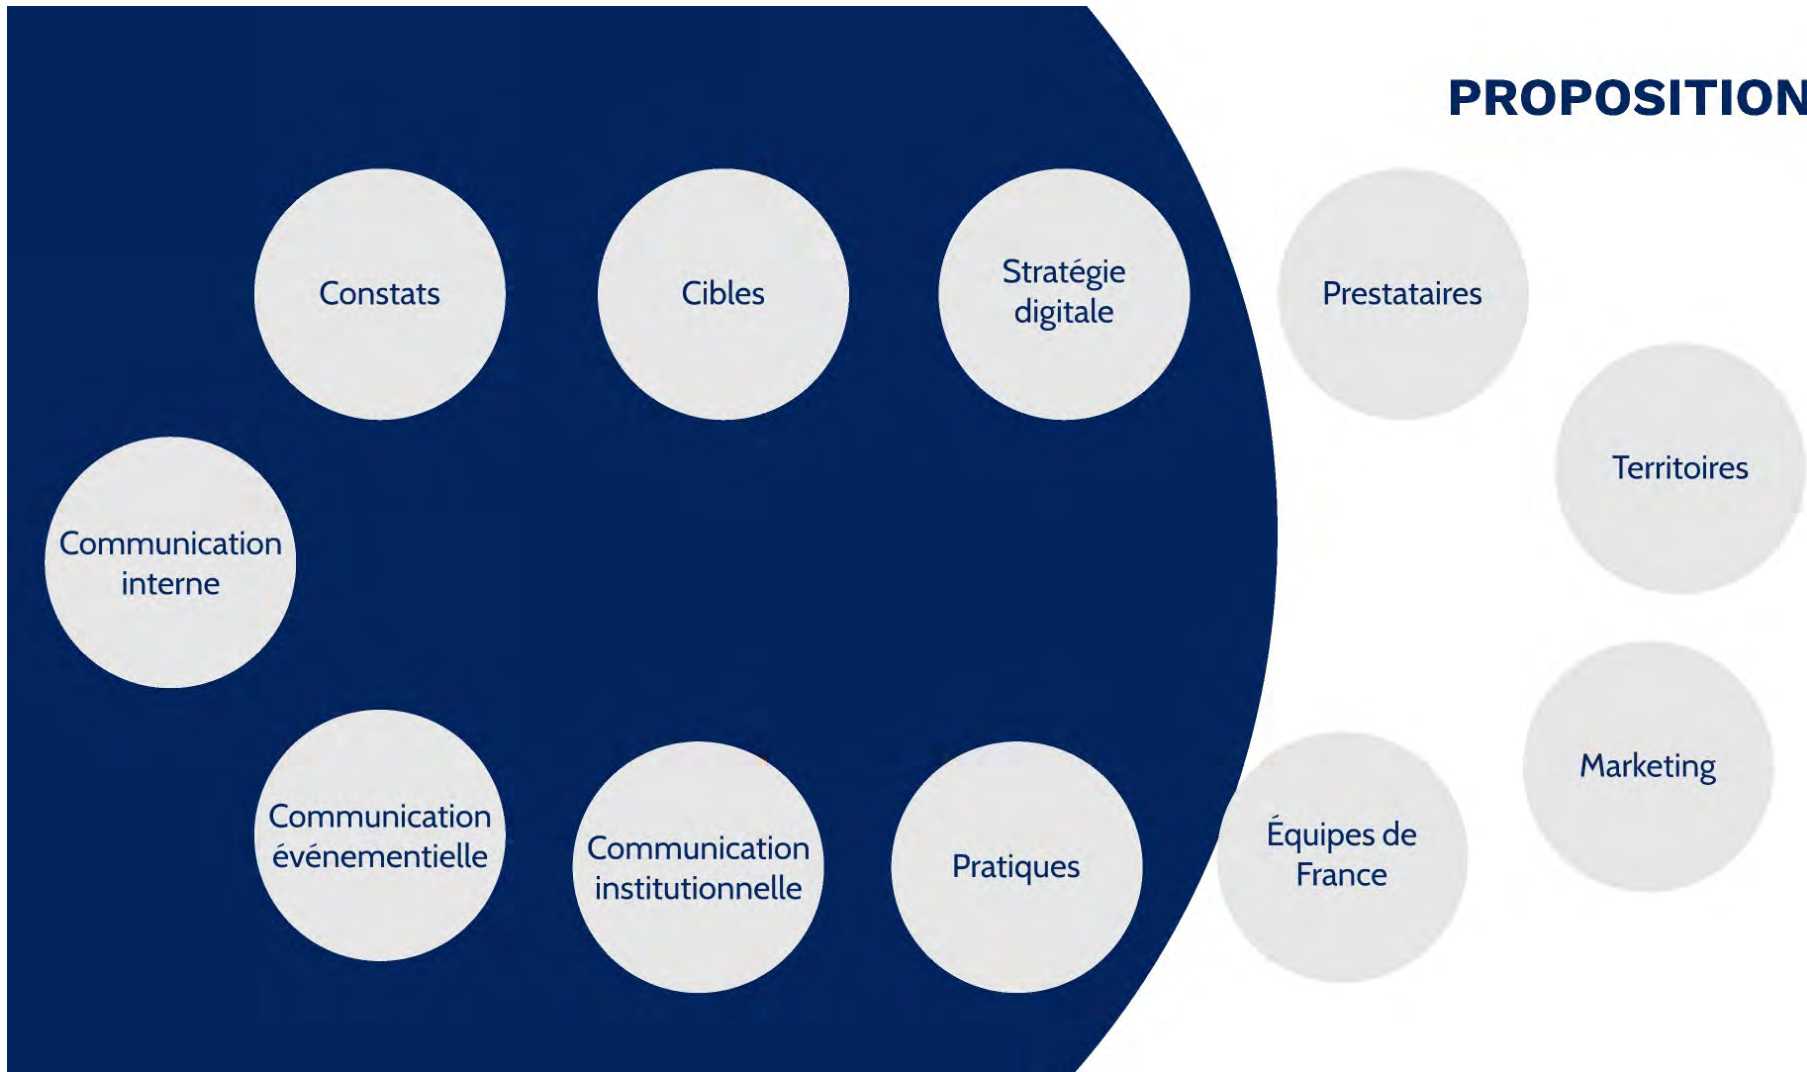 PROPOSITION
Constats
Cibles
Stratégie
digitale
Prestataires
Territoires
Communication
interne
Marketing
Communication
événementielle
Communication
institutionnelle
Pratiques
Équipes de
France